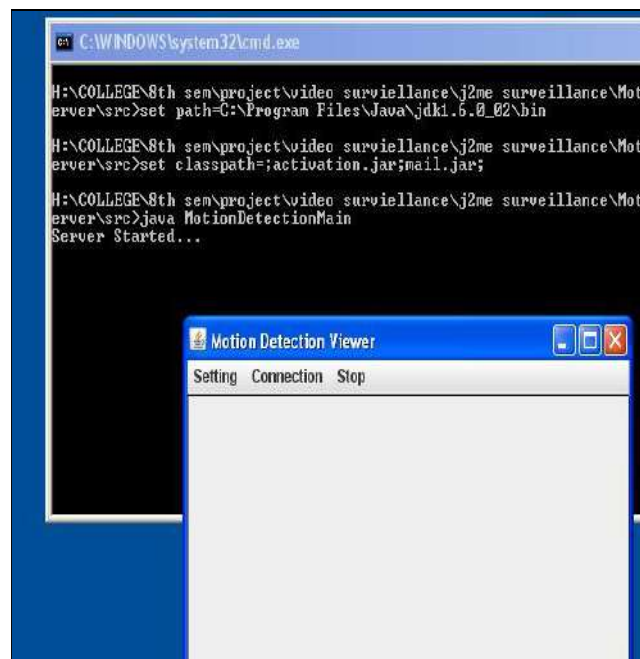 C:\WINDOWS\system32\cmd.exe
H:\COLLEGE\8th sem\project\video surviellance\j2me surveillance\Mot
erver\src>set path=C:\Program Files\Java\jdk1.6.0_02\bin
H:\COLLEGE\8th sem\project\video surviellance\j2me surveillance\Mot
erver\src>set classpath=;activation.jar;mail.jar;
H:\COLLEGE\8th sem\project\video surviellance\j2me surveillance\Mot
erver\src>java MotionDetectionMain
Server Started...
Motion Detection Viewer
Setting Connection Stop